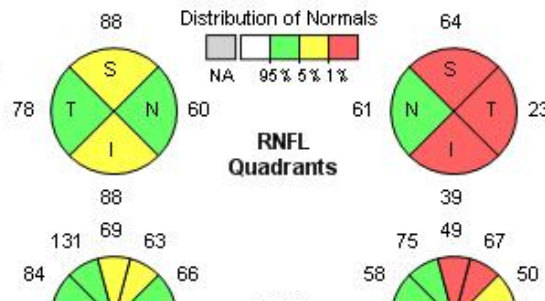 88
Distribution of Normals
64
NA 95% 5% 1%
S
T N
I
78
60
88
RNFL
Quadrants
S
N T
I
61
23
39
131 69 63
84 66
75 49 67
58 50